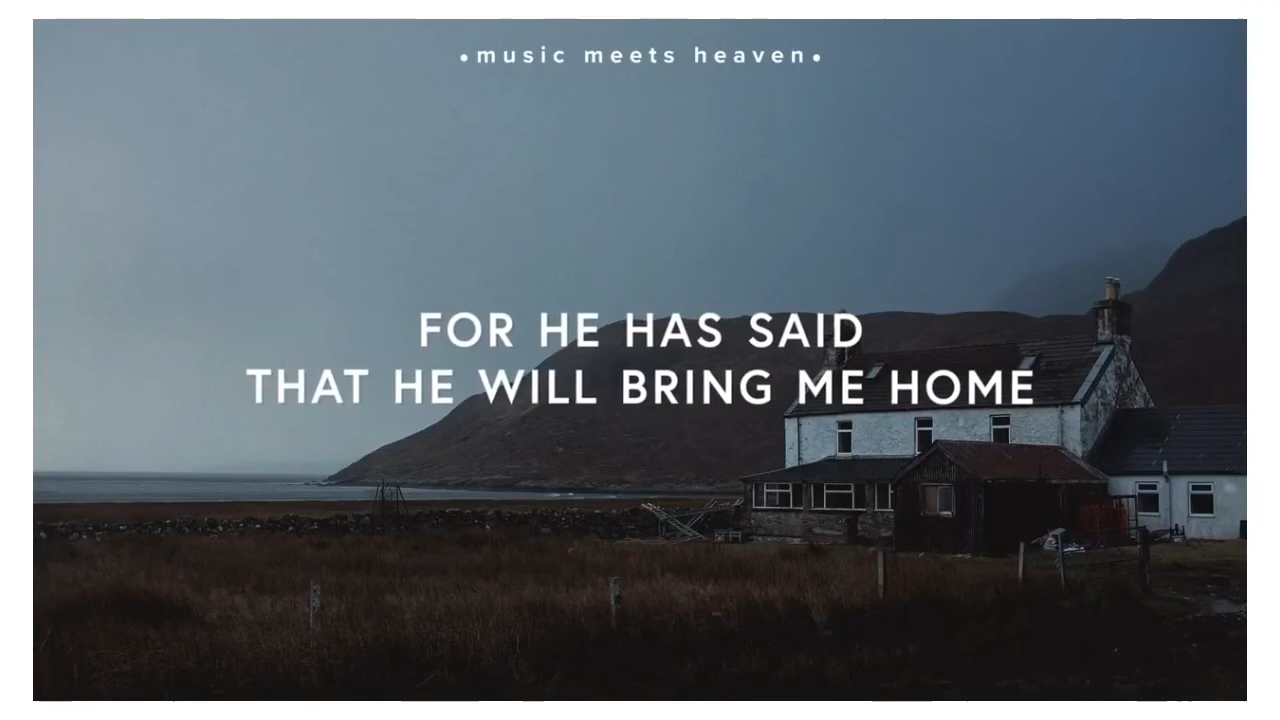 •music meets heaven•
FOR HE HAS SAID
THAT HE WILL BRING ME HOME